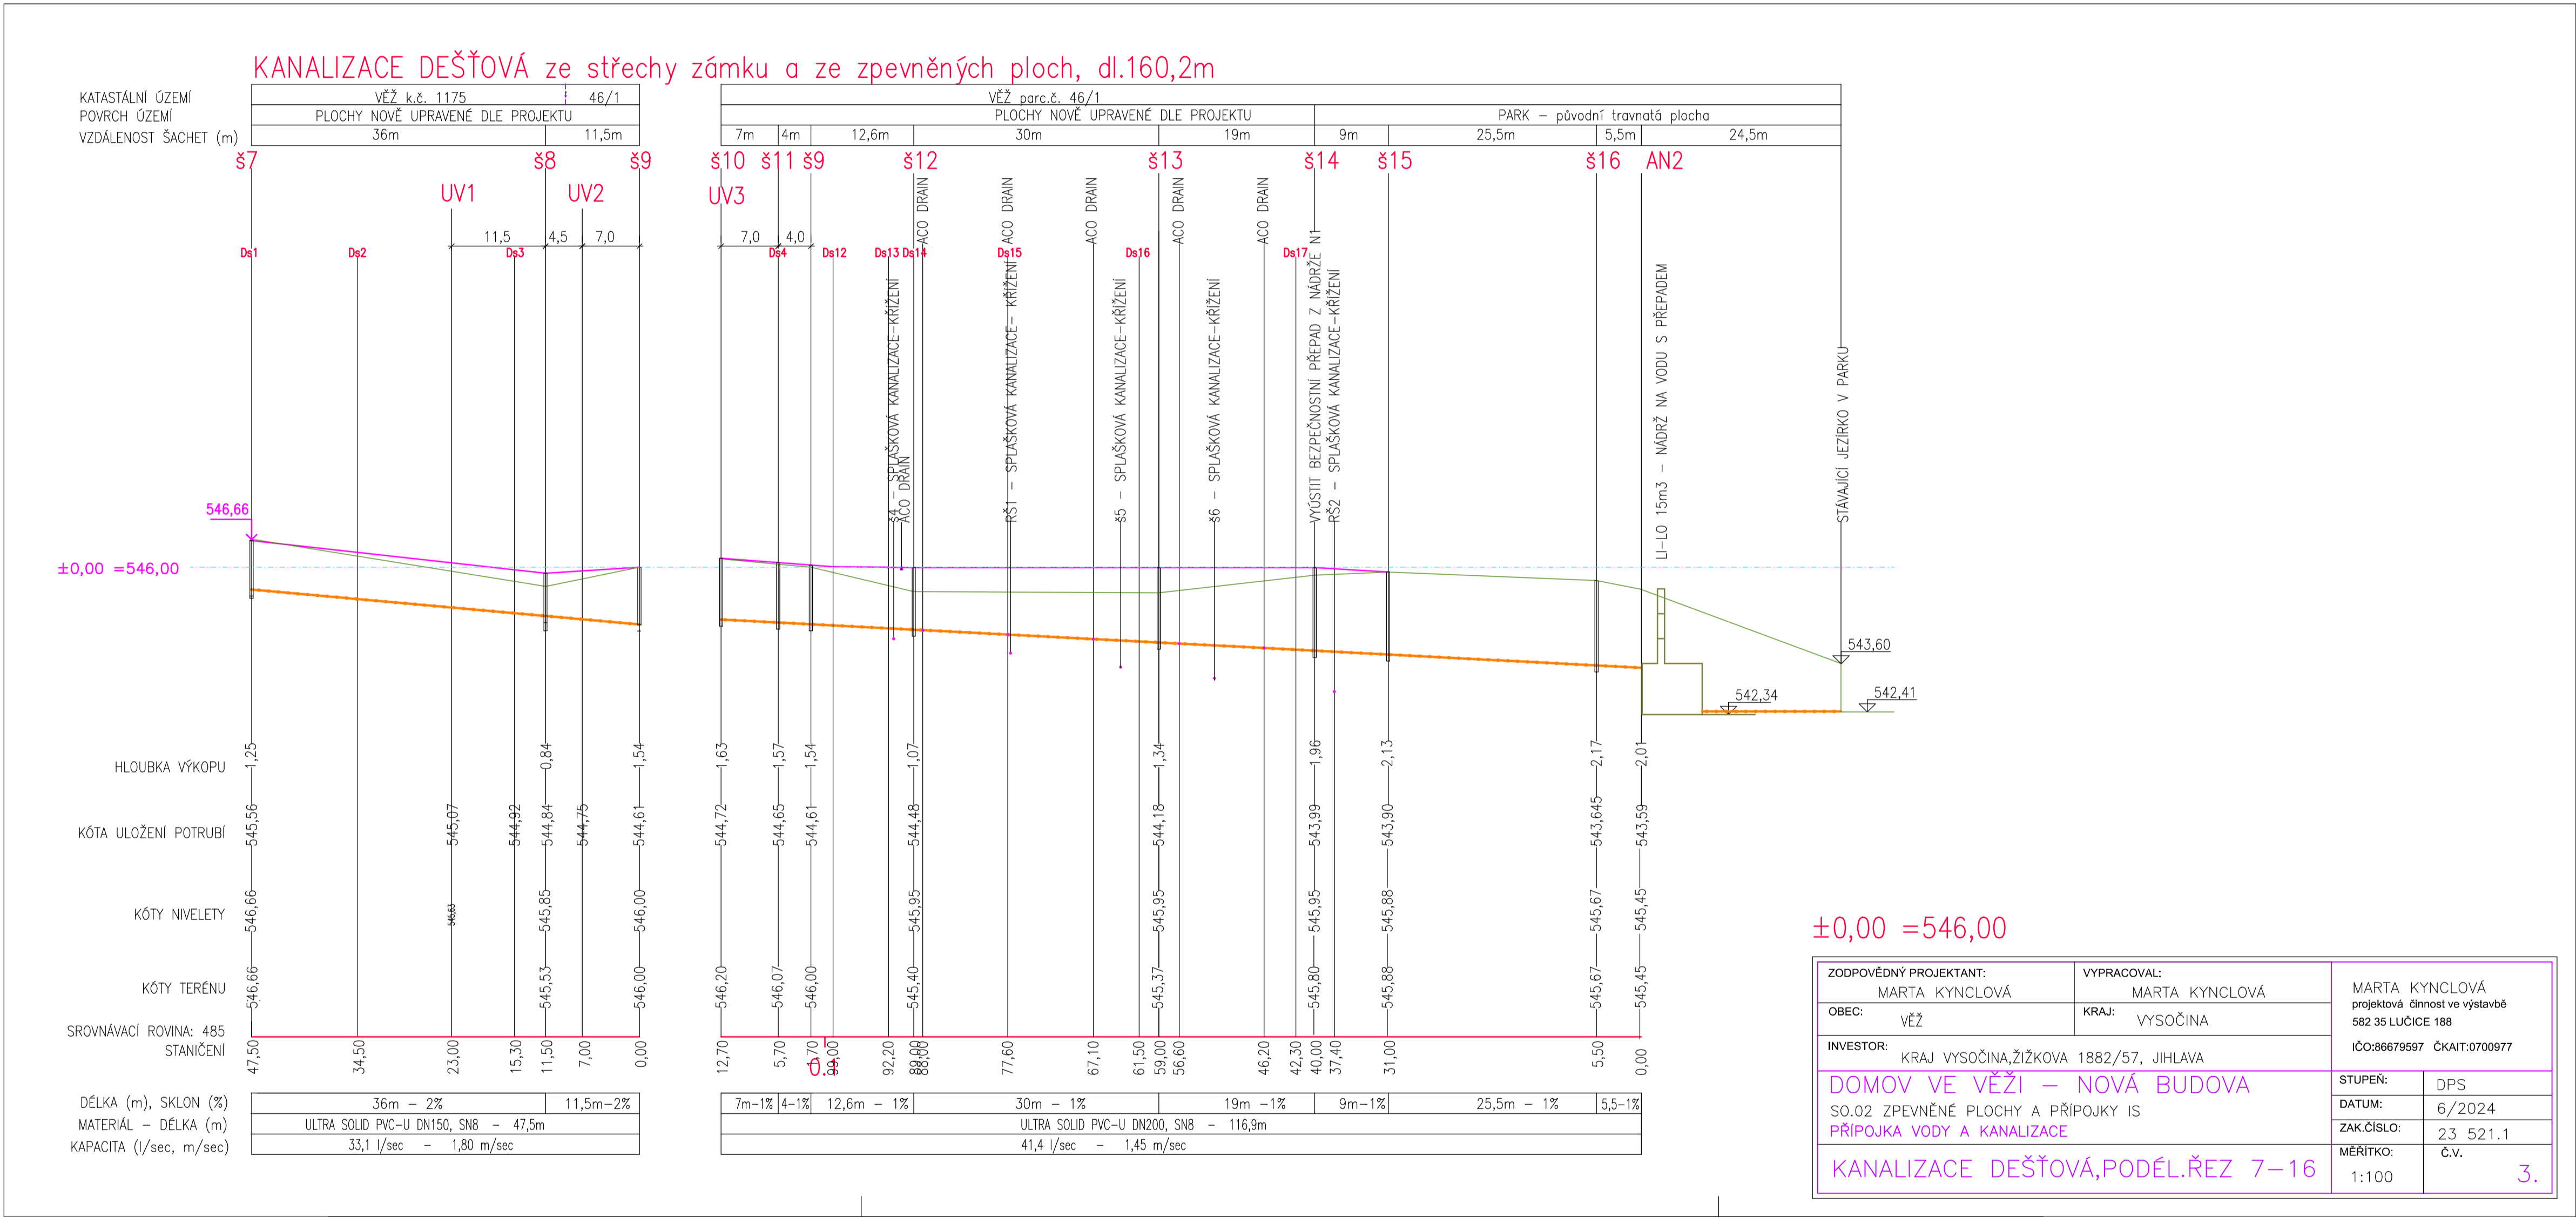 KANALIZACE DEŠŤOVÁ ze střechy zámku a ze zpevněných ploch, dl.160,2m
KATASTÁLNÍ ÚZEMÍ VĚŽ k.č. 1175 46/1 VĚŽ parc.č. 46/1
POVRCH ÚZEMÍ PLOCHY NOVĚ UPRAVENÉ DLE PROJEKTU PLOCHY NOVĚ UPRAVENÉ DLE PROJEKTU PARK – původní travnatá plocha
VZDÁLENOST ŠACHET (m) 36m 11,5m 7m 4m 12,6m 30m 19m 9m 25,5m 5,5m 24,5m
š7 š8 š9 š10 š11 š9 š12 š13 š14 š15 š16 AN2
UV1 UV2 UV3
11,5 4,5 7,0 7,0 4,0
Ds1 Ds2 Ds3 Ds4 Ds12 Ds13 Ds14 Ds15 Ds16 Ds17
š4 – SPLAŠKOVÁ KANALIZACE–KŘÍŽENÍ
ACO DRAIN
ACO DRAIN
ACO DRAIN
RŠ1 – SPLAŠKOVÁ KANALIZACE– KŘÍŽENÍ
ACO DRAIN
š5 – SPLAŠKOVÁ KANALIZACE–KŘÍŽENÍ
ACO DRAIN
š6 – SPLAŠKOVÁ KANALIZACE–KŘÍŽENÍ
ACO DRAIN
VYÚSTIT BEZPEČNOSTNÍ PŘEPAD Z NÁDRŽE N1
RŠ2 – SPLAŠKOVÁ KANALIZACE–KŘÍŽENÍ
LI–LO 15m3 – NÁDRŽ NA VODU S PŘEPADEM
STÁVAJÍCÍ JEZÍRKO V PARKU
546,66
±0,00 =546,00
543,60
542,34
542,41
HLOUBKA VÝKOPU 1,25 0,84 1,54 1,63 1,57 1,54 1,07 1,34 1,96 2,13 2,17 2,01
KÓTA ULOŽENÍ POTRUBÍ 545,56 545,07 544,92 544,84 544,75 544,61 544,72 544,65 544,61 544,48 544,18 543,99 543,90 543,645 543,59
KÓTY NIVELETY 546,66 545,63 545,85 546,00 545,95 545,95 545,95 545,88 545,67 545,45
KÓTY TERÉNU 546,66 545,53 546,00 546,20 546,07 546,00 545,40 545,37 545,80 545,88 545,67 545,45
SROVNÁVACÍ ROVINA: 485
STANIČENÍ 47,50 34,50 23,00 15,30 11,50 7,00 0,00 12,70 5,70 1,70 99,00 92,20 89,00 88,00 77,60 67,10 61,50 59,00 56,60 46,20 42,30 40,00 37,40 31,00 5,50 0,00
DÉLKA (m), SKLON (%) 36m – 2% 11,5m–2% 7m–1% 4–1% 12,6m – 1% 30m – 1% 19m –1% 9m–1% 25,5m – 1% 5,5–1%
MATERIÁL – DÉLKA (m) ULTRA SOLID PVC–U DN150, SN8 – 47,5m ULTRA SOLID PVC–U DN200, SN8 – 116,9m
KAPACITA (l/sec, m/sec) 33,1 l/sec – 1,80 m/sec 41,4 l/sec – 1,45 m/sec
±0,00 =546,00
ZODPOVĚDNÝ PROJEKTANT: VYPRACOVAL:
MARTA KYNCLOVÁ MARTA KYNCLOVÁ
OBEC: VĚŽ KRAJ: VYSOČINA
INVESTOR: KRAJ VYSOČINA,ŽIŽKOVA 1882/57, JIHLAVA
MARTA KYNCLOVÁ
projektová činnost ve výstavbě
582 35 LUČICE 188
IČO:86679597 ČKAIT:0700977
DOMOV VE VĚŽI – NOVÁ BUDOVA
SO.02 ZPEVNĚNÉ PLOCHY A PŘÍPOJKY IS
PŘÍPOJKA VODY A KANALIZACE
KANALIZACE DEŠŤOVÁ,PODÉL.ŘEZ 7–16
STUPEŇ: DPS
DATUM: 6/2024
ZAK.ČÍSLO: 23 521.1
MĚŘÍTKO: 1:100
Č.V. 3.